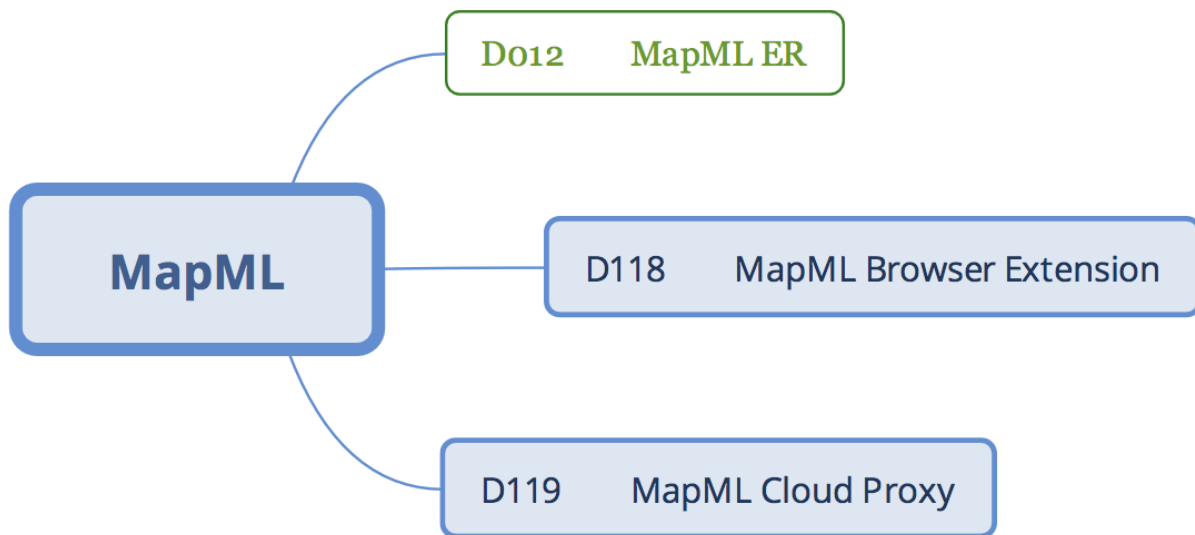 D012 MapML ER
MapML
D118 MapML Browser Extension
D119 MapML Cloud Proxy